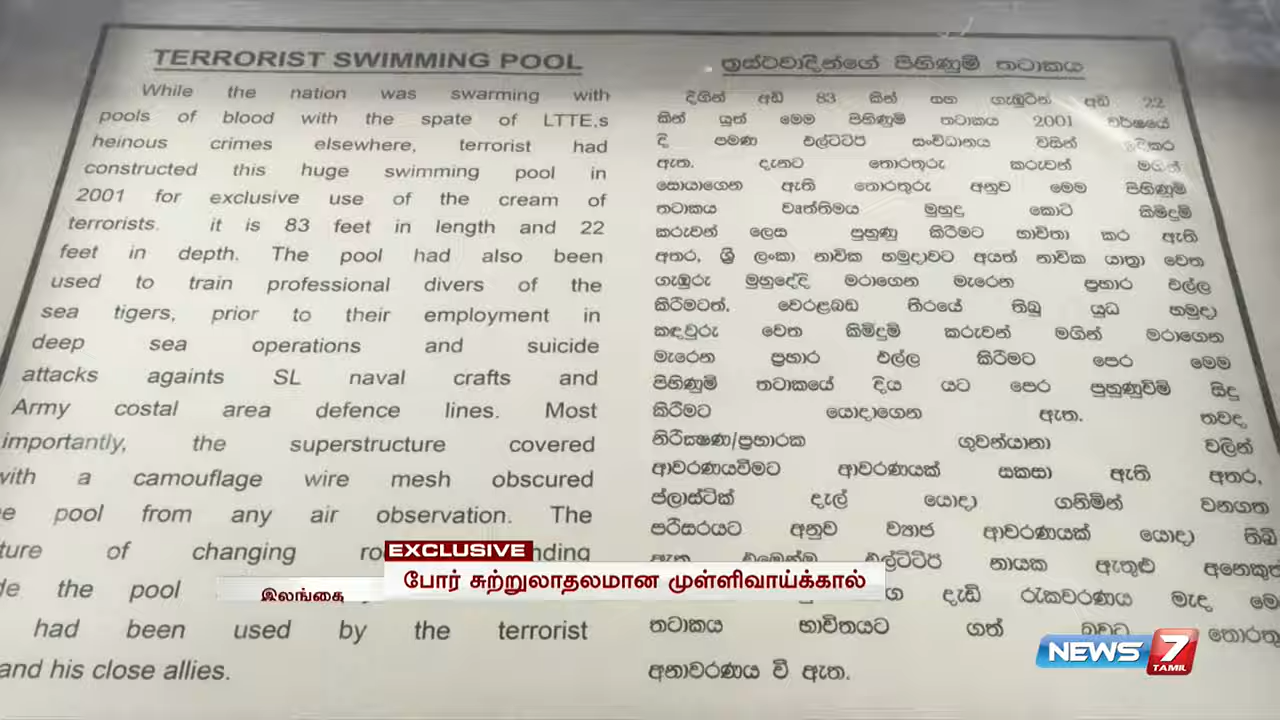 TERRORIST SWIMMING POOL
While the nation was swarming with
pools of blood with the spate of LTTE,s
heinous crimes elsewhere, terrorist had
constructed this huge swimming pool in
2001 for exclusive use of the cream of
terrorists. it is 83 feet in length and 22
feet in depth. The pool had also been
used to train professional divers of the
sea tigers, prior to their employment in
deep sea operations and suicide
attacks againts SL naval crafts and
Army costal area defence lines. Most
importantly, the superstructure covered
with a camouflage wire mesh obscured
pool from any air observation. The
of changing
the pool
had been used by the terrorist
and his close allies.
ත්‍රස්ටවාදීන්ගේ පිහිණුම් තටාකය
දිගින් අඩි 83 කින් සහ ගැඹුරින් අඩි 22
කින් යුත් මෙම පිහිණුම් තටාකය 2001 වර්ෂයේ
දී පමණ එල්ටීටීඊ සංවිධානය විසින් ඉදිකර
ඇත. දැනට තොරතුරු කරුවන් මගින්
සොයාගෙන ඇති තොරතුරු අනුව මෙම පිහිණුම්
තටාකය වෘත්තිමය මුහුදු කොටි කිමිදුම්
කරුවන් ලෙස පුහුණු කිරීමට භාවිතා කර ඇති
අතර, ශ්‍රී ලංකා නාවික හමුදාවට අයත් නාවික යාත්‍රා වෙත
ගැඹුරු මුහුදේදී මරාගෙන මැරෙන ප්‍රහාර එල්ල
කිරීමටත්, වෙරළබඩ තීරයේ තිබූ යුධ හමුදා
කඳවුරු වෙත කිමිදුම් කරුවන් මගින් මරාගෙන
මැරෙන ප්‍රහාර එල්ල කිරීමට පෙර මෙම
පිහිණුම් තටාකයේ දිය යට පෙර පුහුණුවීම් සිදු
කිරීමට යොදාගෙන ඇත. තවද
නිරීක්‍ෂණ/ප්‍රහාරක ගුවන්යානා වලින්
ආවරණයවීමට ආවරණයක් සකසා ඇති අතර,
ප්ලාස්ටික් දැල් යොදා ගනිමින් වනගත
පරිසරයට අනුව ව්‍යාජ ආවරණයක් යොදා තිබී
ඇත එමෙන්ම එල්ටීටීඊ නායක ඇතුළු අනෙකුත්
දැඩි රැකවරණය මැද
තටාකය භාවිතයට ගත් බවට
අනාවරණය වී ඇත.
EXCLUSIVE
போர் சுற்றுலாதலமான முள்ளிவாய்க்கால்
இலங்கை
NEWS 7
TAMIL